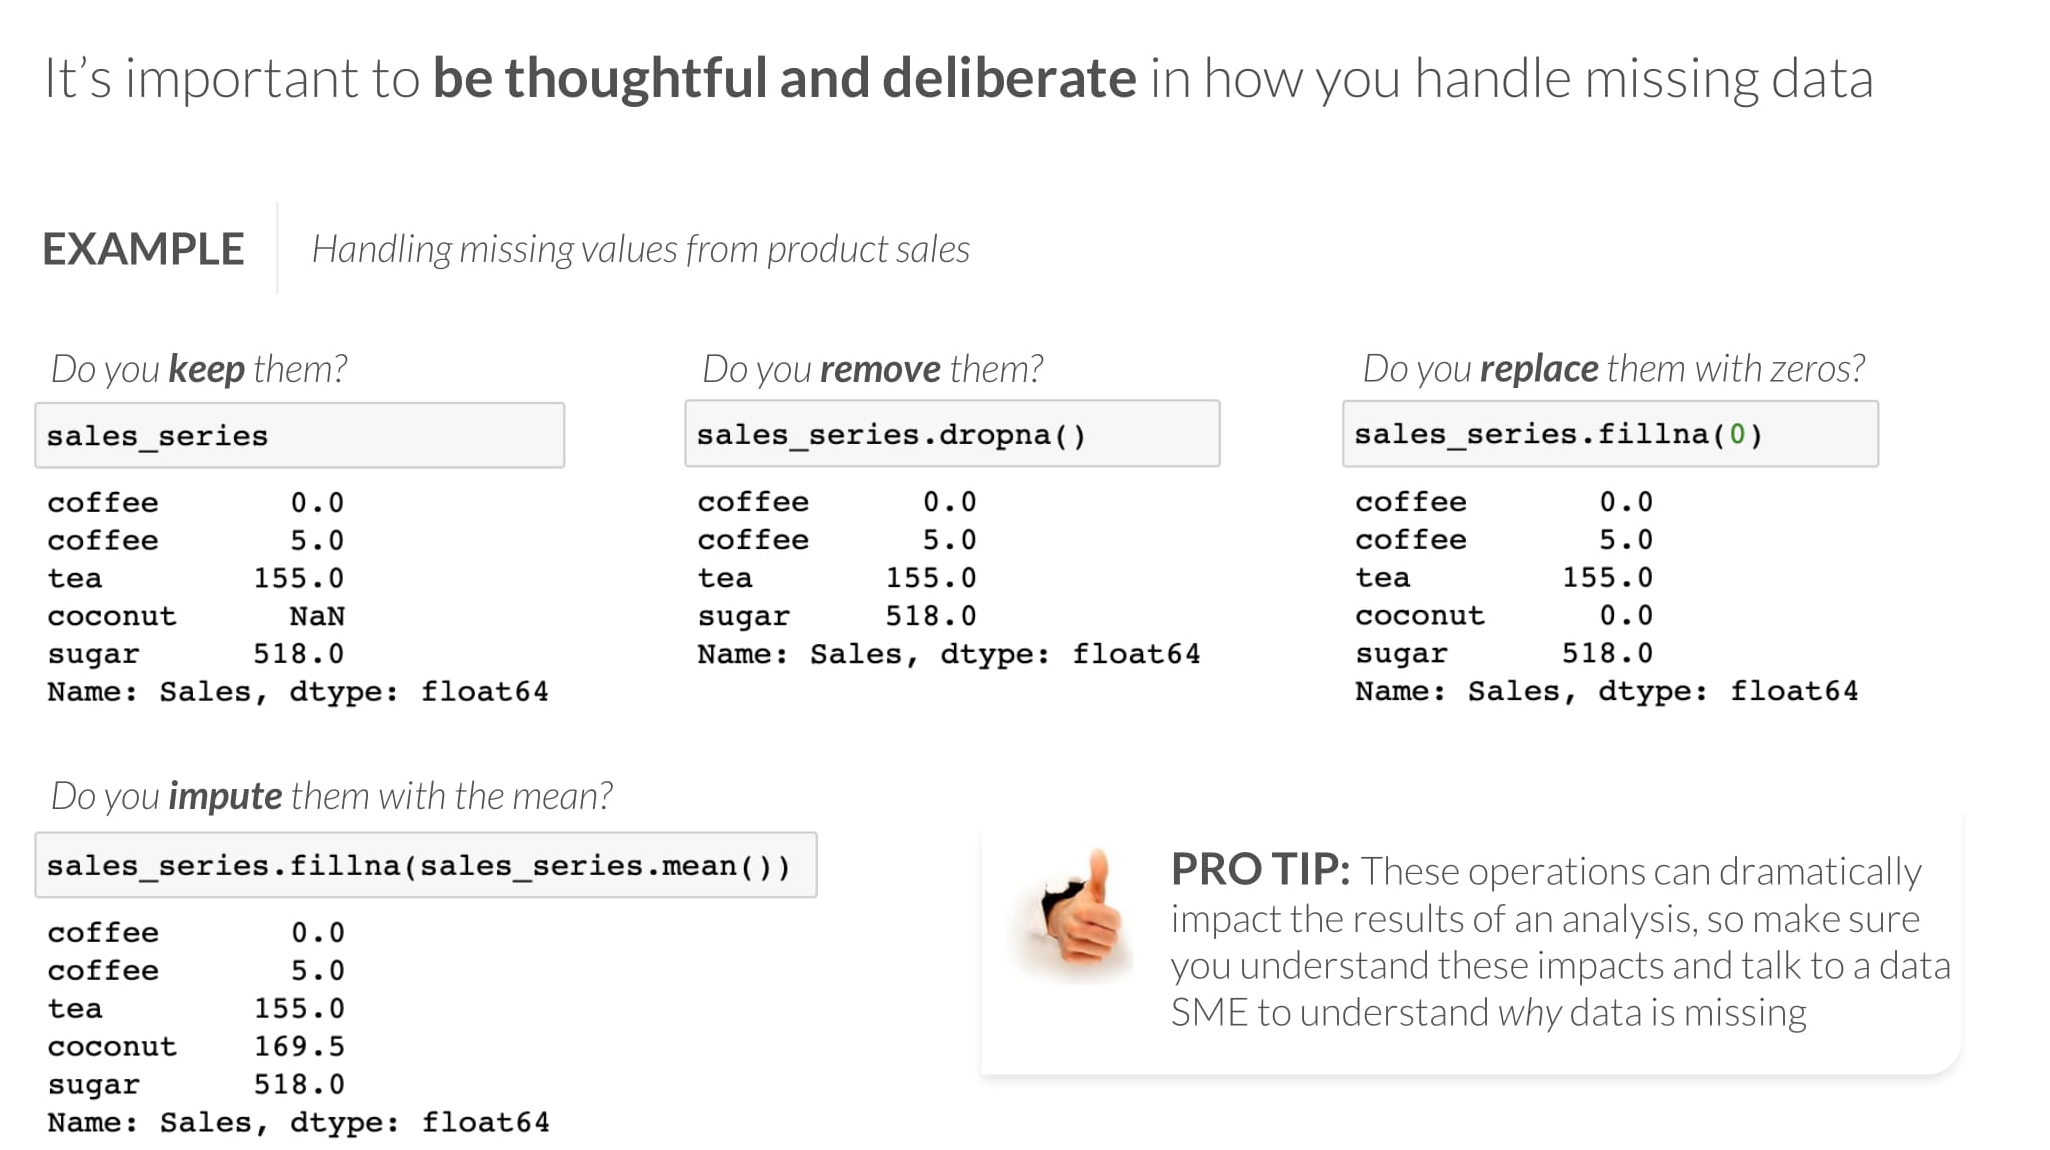 It's important to be thoughtful and deliberate in how you handle missing data
EXAMPLE
Handling missing values from product sales
Do you keep them?
sales_series
coffee 0.0
coffee 5.0
tea 155.0
coconut NaN
sugar 518.0
Name: Sales, dtype: float64
Do you remove them?
sales_series.dropna()
coffee 0.0
coffee 5.0
tea 155.0
sugar 518.0
Name: Sales, dtype: float64
Do you replace them with zeros?
sales_series.fillna(0)
coffee 0.0
coffee 5.0
tea 155.0
coconut 0.0
sugar 518.0
Name: Sales, dtype: float64
Do you impute them with the mean?
sales_series.fillna(sales_series.mean())
coffee 0.0
coffee 5.0
tea 155.0
coconut 169.5
sugar 518.0
Name: Sales, dtype: float64
PRO TIP: These operations can dramatically
impact the results of an analysis, so make sure
you understand these impacts and talk to a data
SME to understand why data is missing